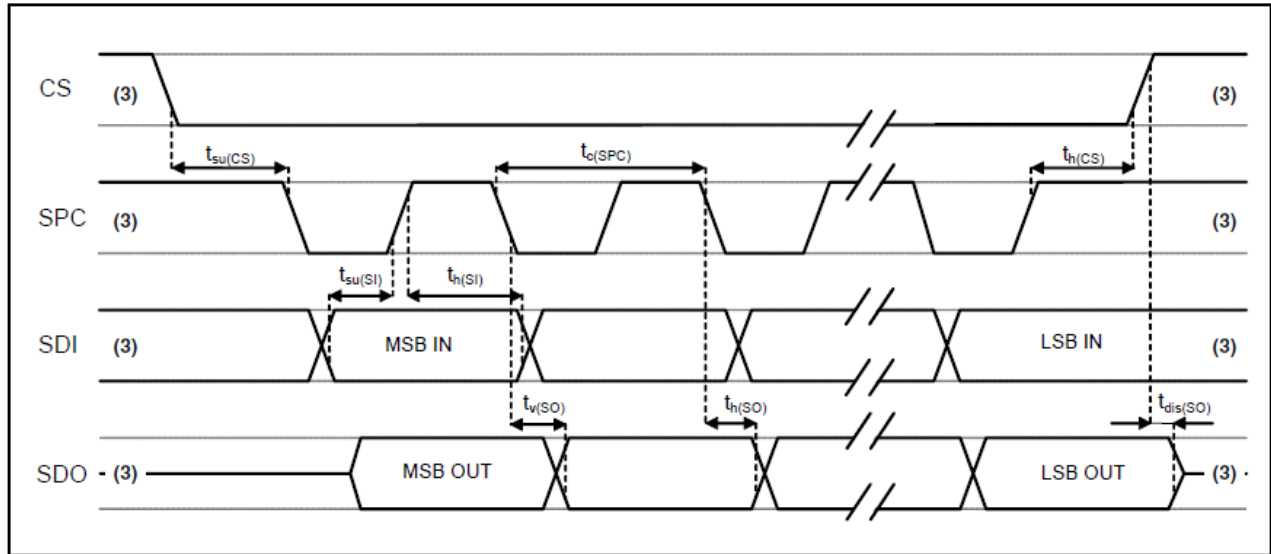 CS (3) (3)
tsu(CS) tc(SPC) th(CS)
SPC (3) (3)
tsu(SI) th(SI)
SDI (3) MSB IN LSB IN (3)
tv(SO) th(SO) tdis(SO)
SDO (3) MSB OUT LSB OUT (3)